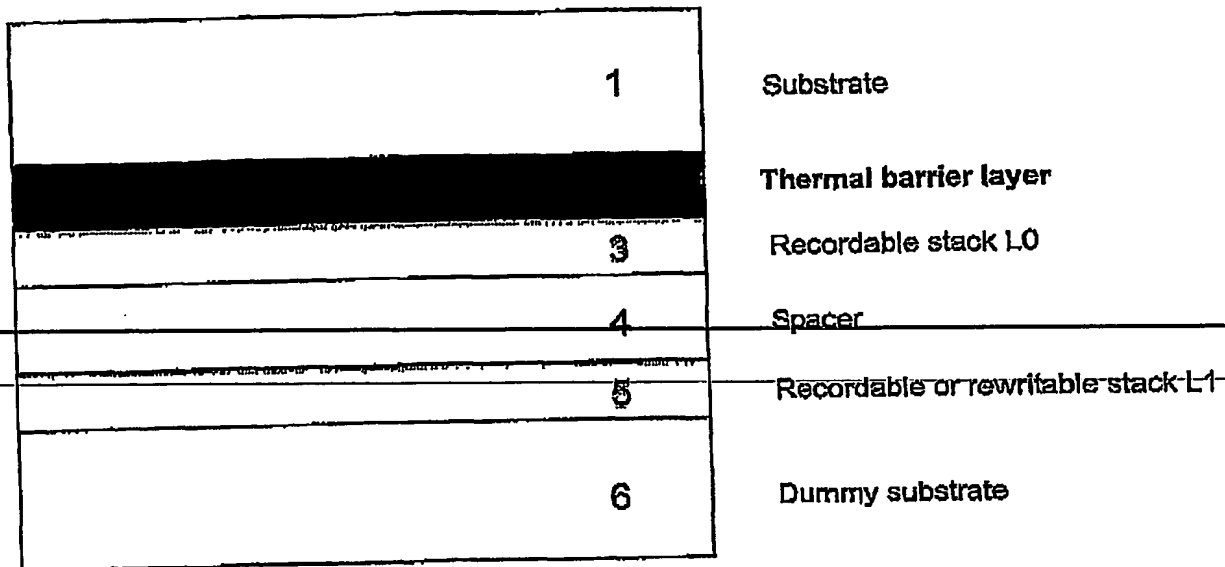 1 Substrate
Thermal barrier layer
3 Recordable stack L0
4 Spacer
5 Recordable or rewritable stack L1
6 Dummy substrate